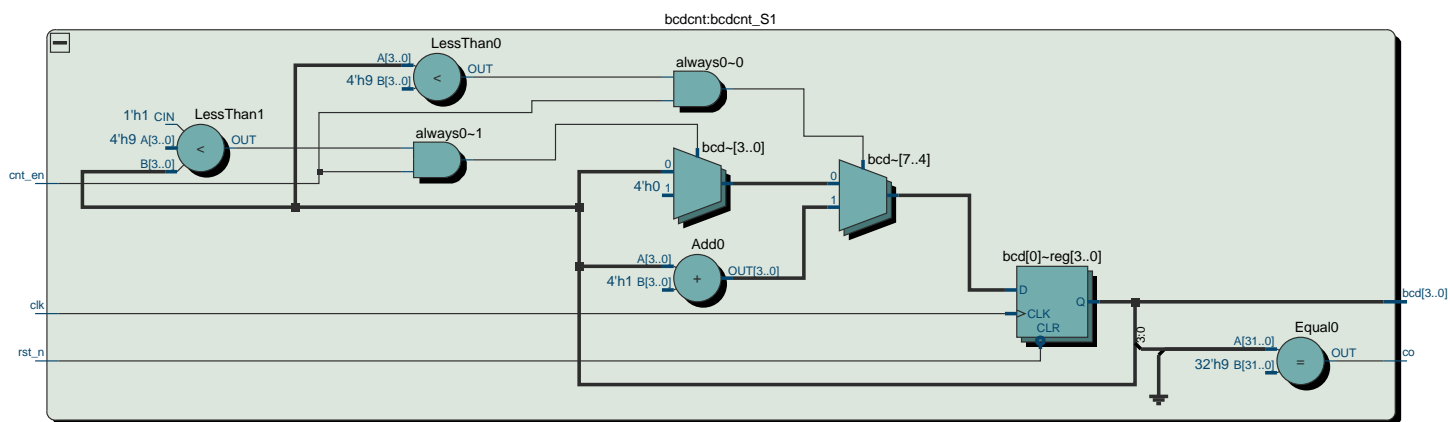 bcdcnt:bcdcnt_S1
LessThan0
A[3..0]
OUT
4'h9 B[3..0]
<
always0~0
LessThan1
1'h1 CIN
4'h9 A[3..0]
OUT
B[3..0]
<
always0~1
bcd~[3..0]
0
4'h0 1
bcd~[7..4]
0
1
cnt_en
Add0
A[3..0]
OUT[3..0]
4'h1 B[3..0]
+
bcd[0]~reg[3..0]
D
Q
CLK
CLR
clk
rst_n
bcd[3..0]
3:0
Equal0
A[31..0]
OUT
32'h9 B[31..0]
=
co